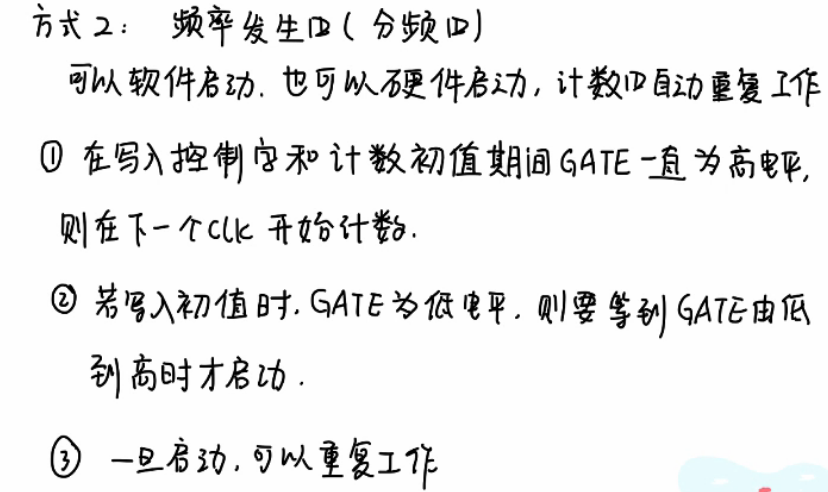 方式2: 频率发生口(分频口)
可以软件启动.也可以硬件启动,计数口自动重复工作
① 在写入控制字和计数初值期间GATE一直为高电平,
则在下一个clk开始计数.
② 若写入初值时.GATE为低电平.则要等到GATE由低
到高时才启动.
③ 一旦启动.可以重复工作